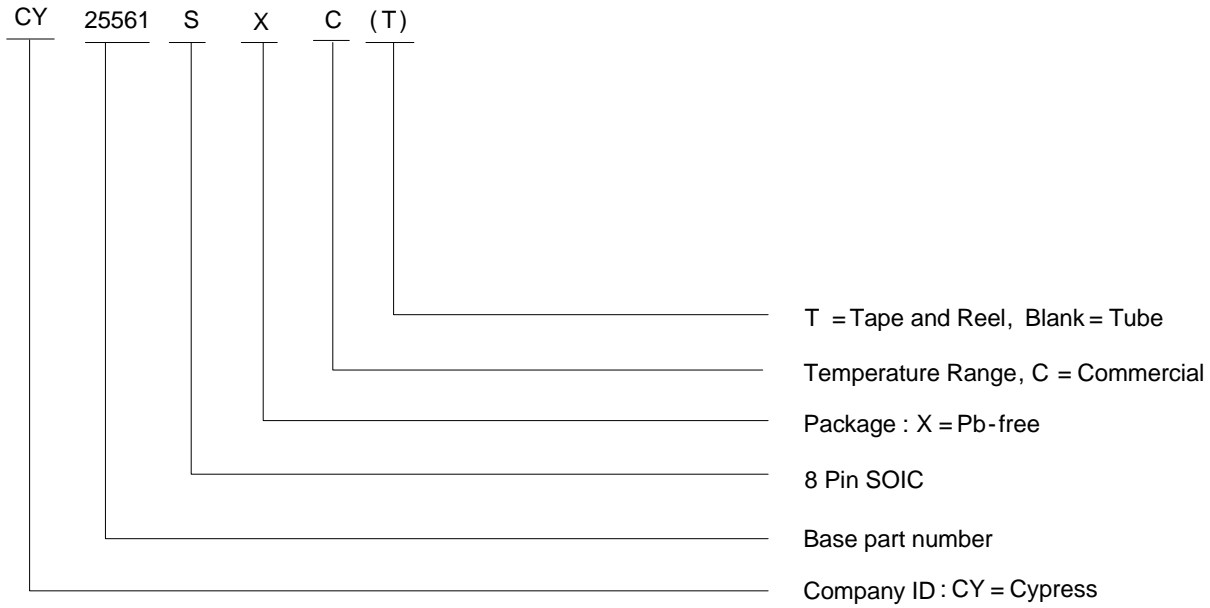 CY 25561 S X C (T)
T = Tape and Reel, Blank = Tube
Temperature Range, C = Commercial
Package : X = Pb-free
8 Pin SOIC
Base part number
Company ID : CY = Cypress